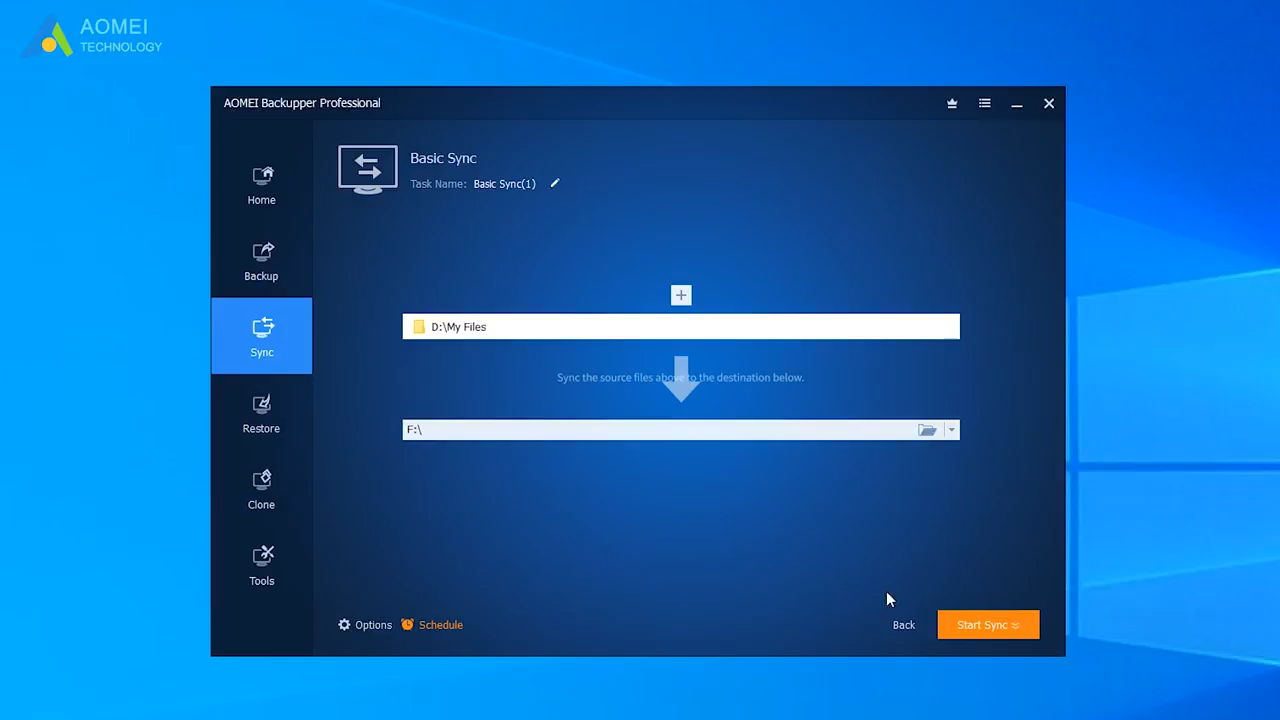 AOMEI
TECHNOLOGY
AOMEI Backupper Professional
Basic Sync
Task Name: Basic Sync(1)
Home
Backup
Sync
Restore
Clone
Tools
D:\My Files
Sync the source files above to the destination below.
F:\
Options
Schedule
Back
Start Sync